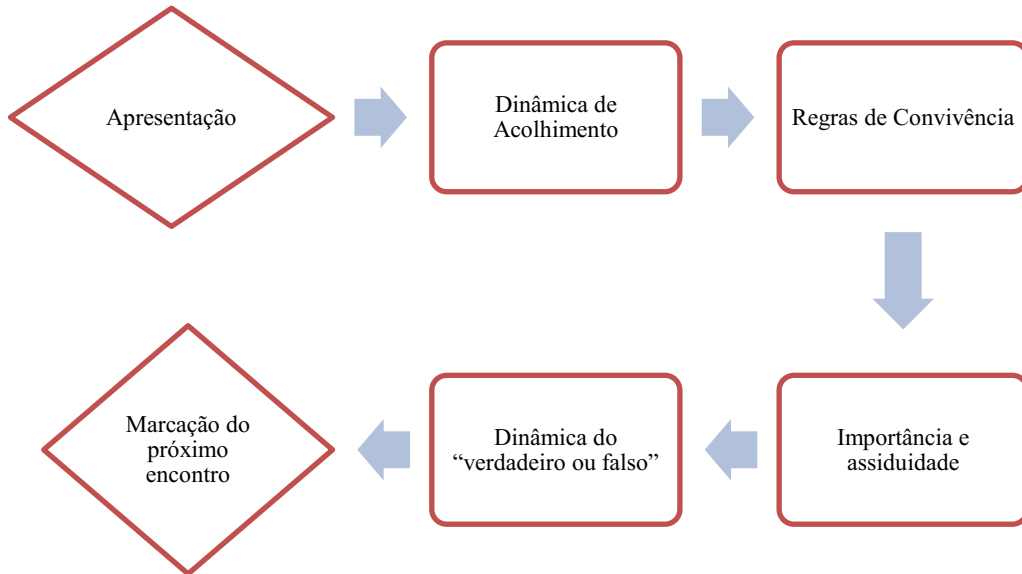 Apresentação
Dinâmica de
Acolhimento
Regras de Convivência
Importância e
assiduidade
Dinâmica do
“verdadeiro ou falso”
Marcação do
próximo
encontro